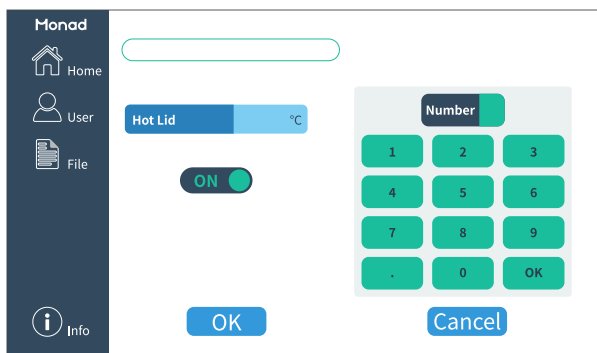 Monad
Home
User
File
Info
Hot Lid °C
ON
Number
1 2 3
4 5 6
7 8 9
. 0 OK
OK
Cancel